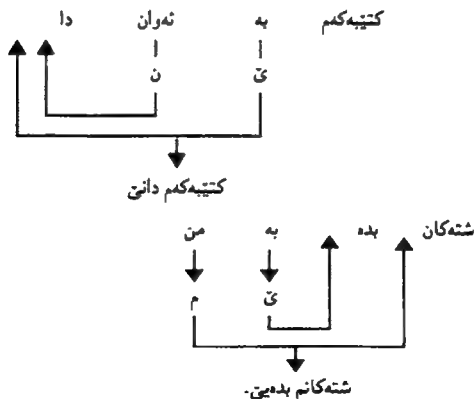 کتێبەکەم بە ئەوان دا
ێ ن
کتێبەکەم دانێ
شتەکان بدە بە من
ێ م
شتەکانم بدەیێ.